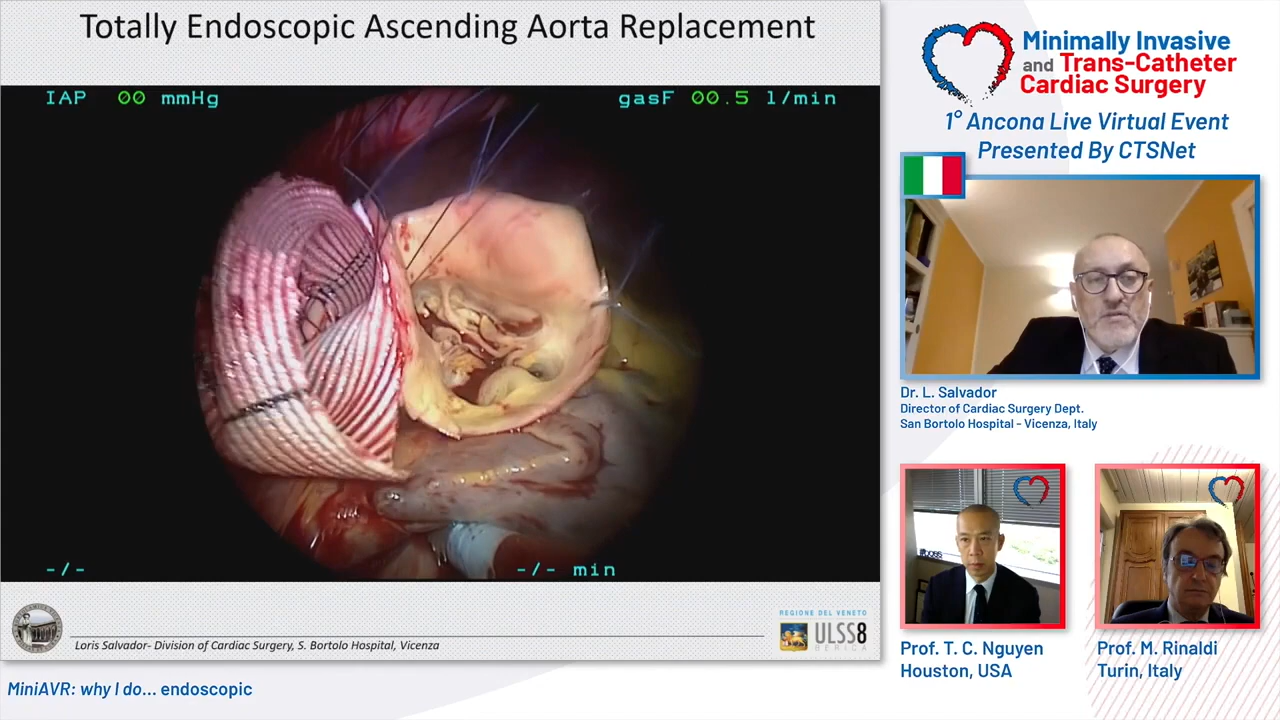 Totally Endoscopic Ascending Aorta Replacement
IAP 00 mmHg
gasF 00.5 l/min
-/-
-/- min
Loris Salvador- Division of Cardiac Surgery, S. Bortolo Hospital, Vicenza
REGIONE DEL VENETO
ULSS8
BERICA
MiniAVR: why I do... endoscopic
Minimally Invasive
and Trans-Catheter
Cardiac Surgery
1° Ancona Live Virtual Event
Presented By CTSNet
Dr. L. Salvador
Director of Cardiac Surgery Dept.
San Bortolo Hospital - Vicenza, Italy
Prof. T. C. Nguyen
Houston, USA
Prof. M. Rinaldi
Turin, Italy